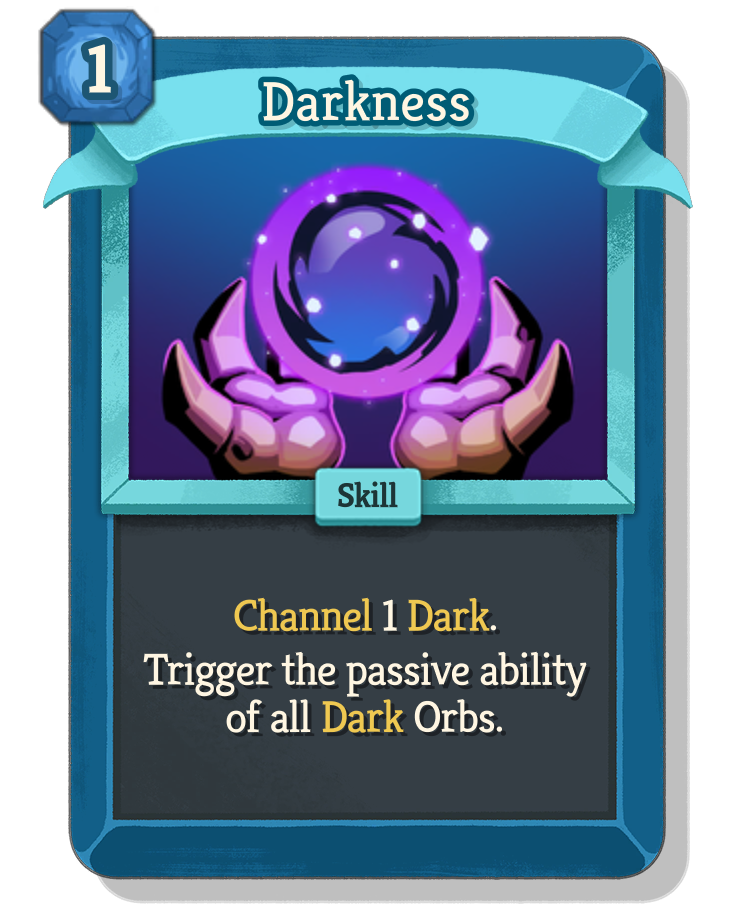 1
Darkness
Skill
Channel 1 Dark.
Trigger the passive ability
of all Dark Orbs.